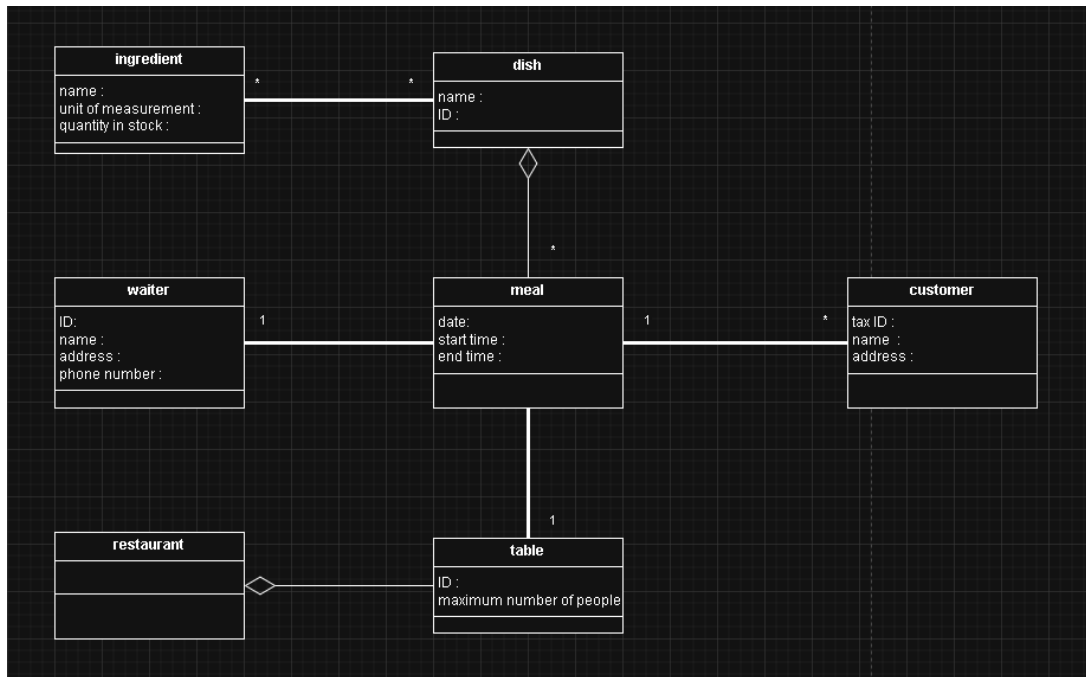 ingredient
name :
unit of measurement :
quantity in stock :
*
*
dish
name :
ID :
*
waiter
ID:
name :
address :
phone number :
1
meal
date:
start time :
end time :
1
*
customer
tax ID :
name :
address :
1
restaurant
table
ID :
maximum number of people